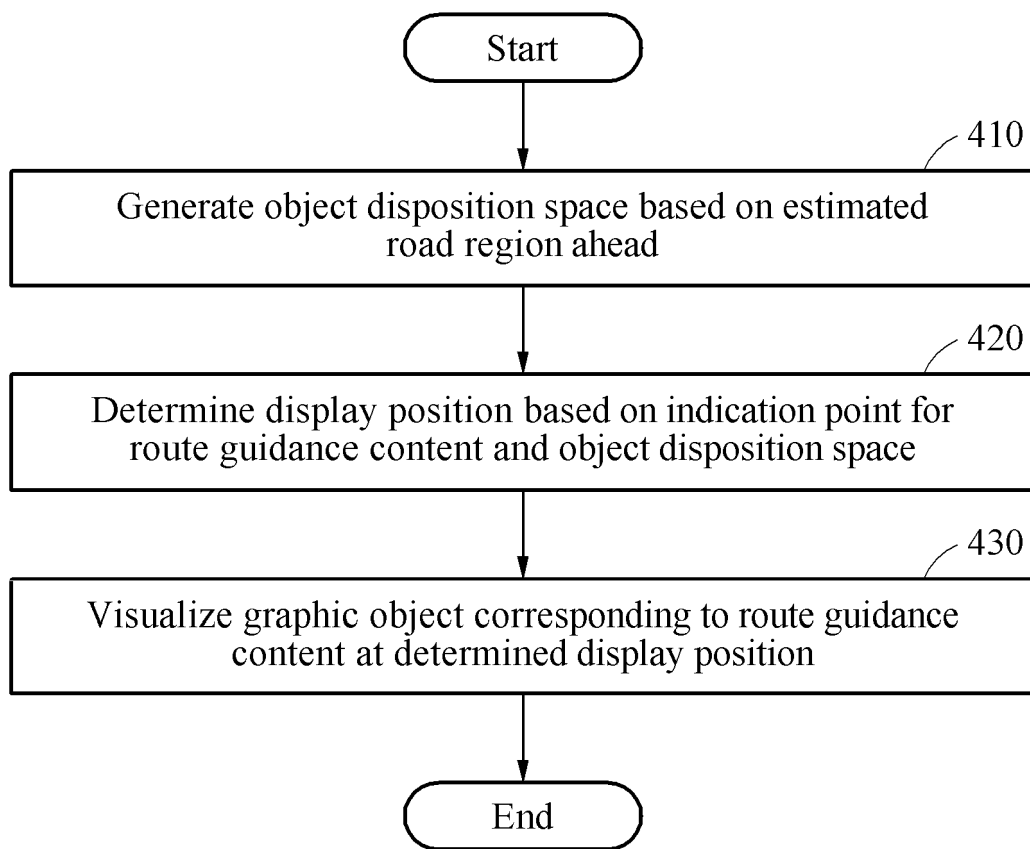 Start
410
Generate object disposition space based on estimated
road region ahead
420
Determine display position based on indication point for
route guidance content and object disposition space
430
Visualize graphic object corresponding to route guidance
content at determined display position
End